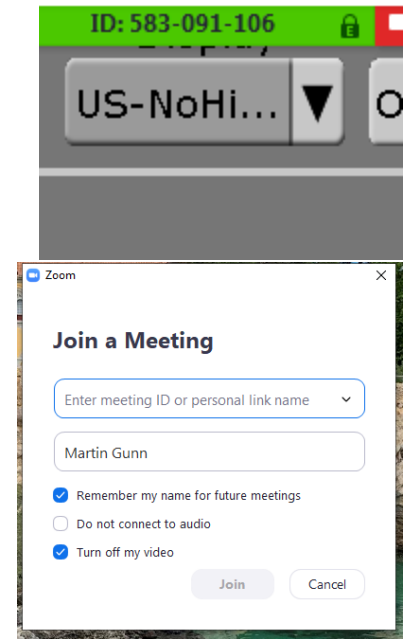 ID: 583-091-106
Display
US-NoHi...
Zoom
Join a Meeting
Enter meeting ID or personal link name
Martin Gunn
Remember my name for future meetings
Do not connect to audio
Turn off my video
Join Cancel